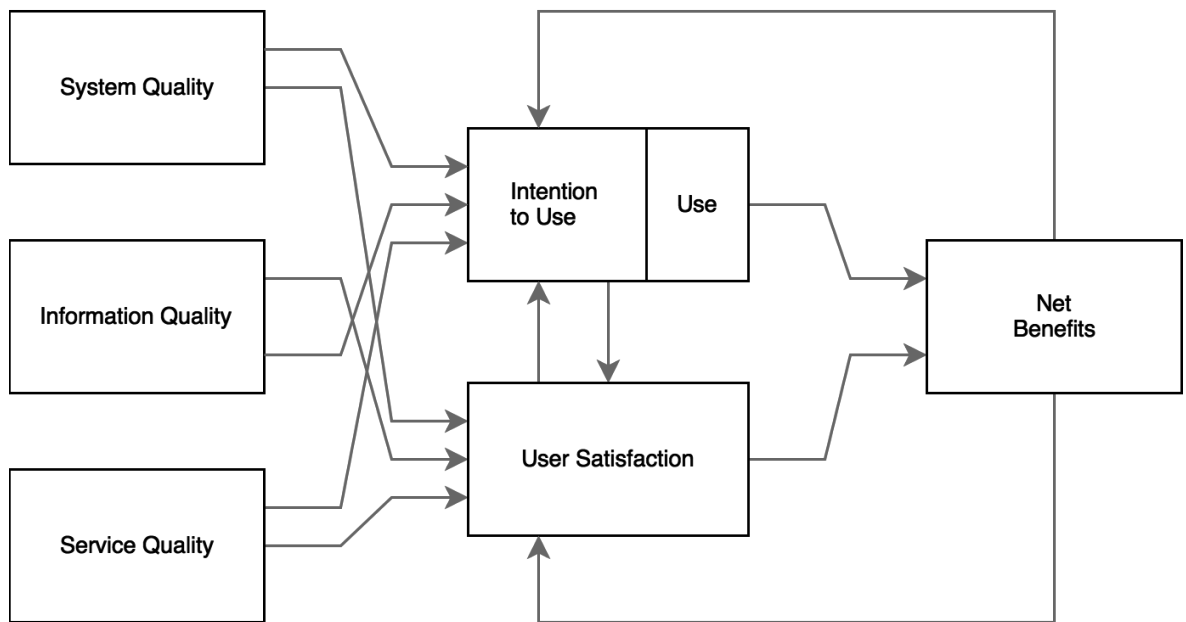 System Quality
Intention
to Use
Use
Information Quality
Net
Benefits
User Satisfaction
Service Quality